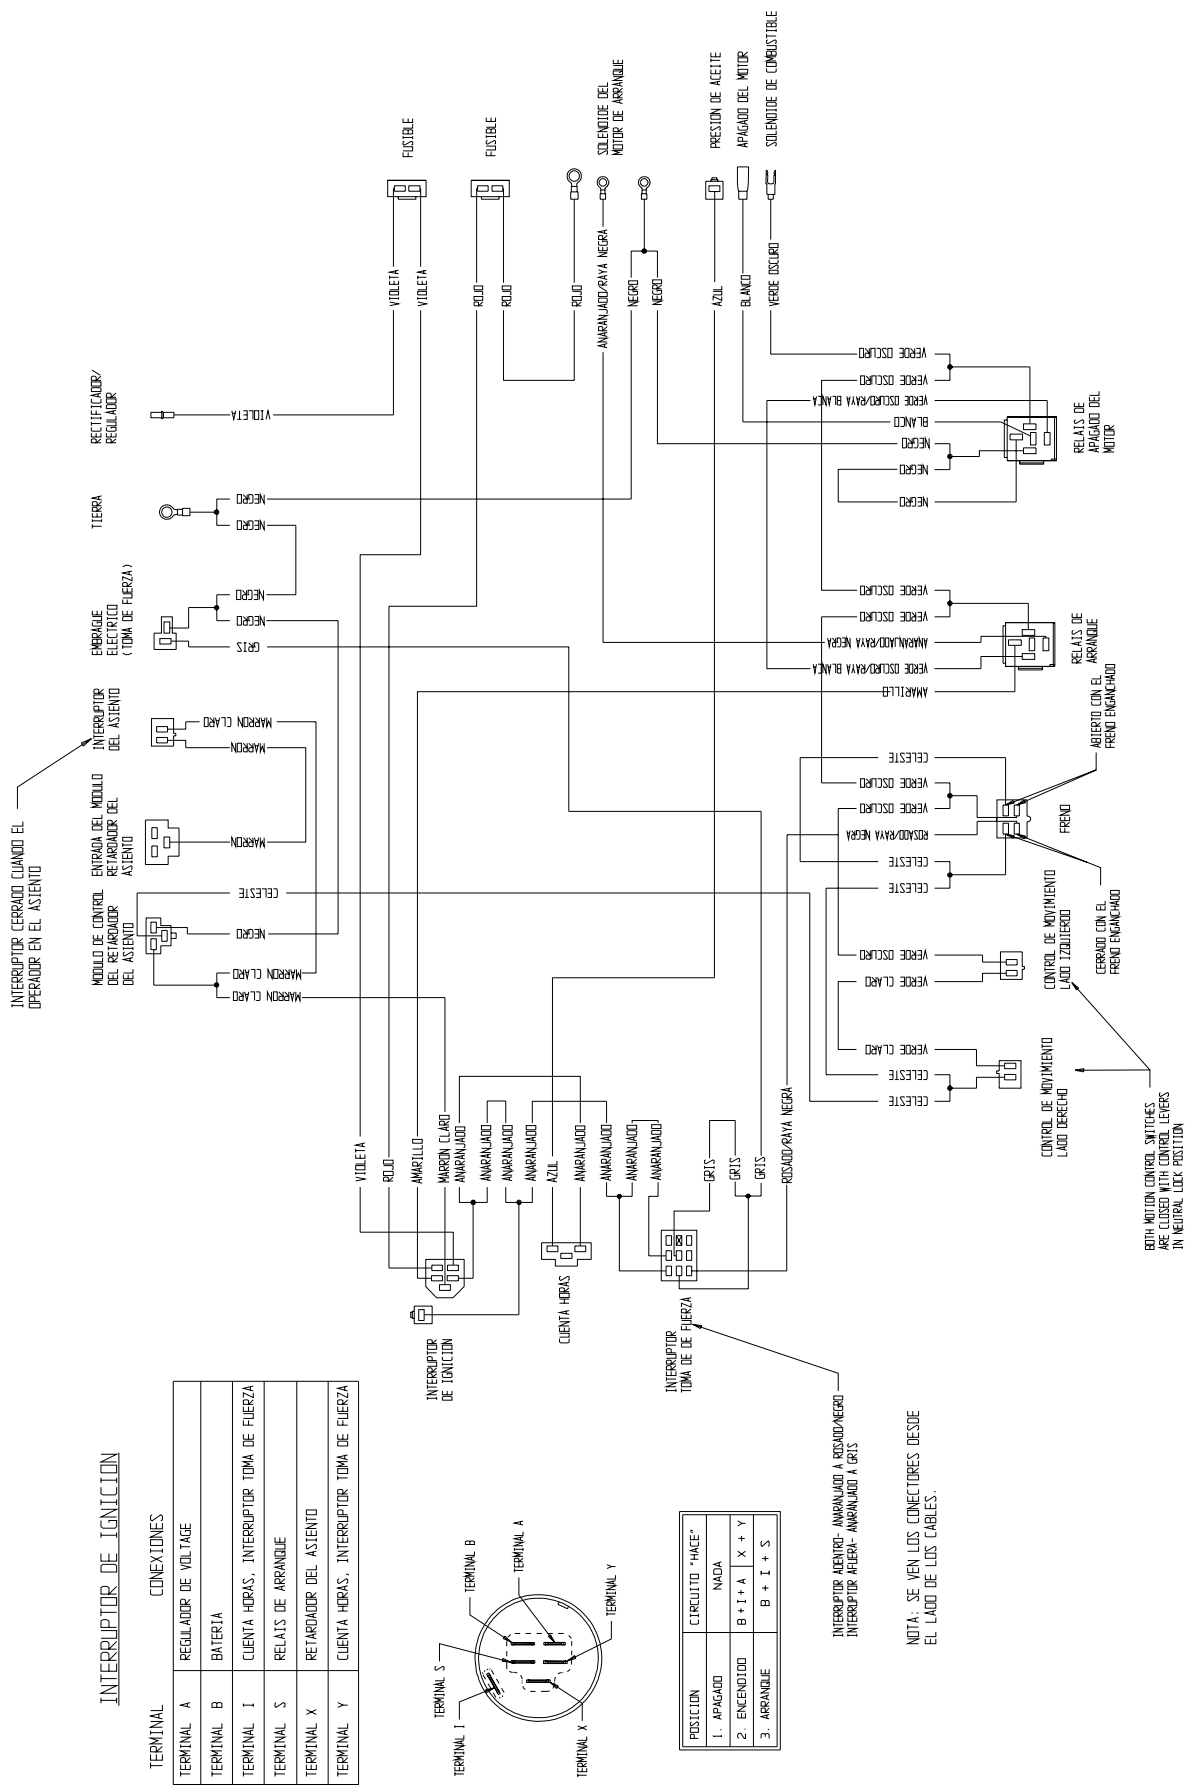 INTERRUPTOR DE IGNICION
TERMINAL CONEXIONES
TERMINAL A REGULADOR DE VOLTAGE
TERMINAL B BATERIA
TERMINAL I CUENTA HORAS, INTERRUPTOR TOMA DE FUERZA
TERMINAL S RELAIS DE ARRANQUE
TERMINAL X RETARDADOR DEL ASIENTO
TERMINAL Y CUENTA HORAS, INTERRUPTOR TOMA DE FUERZA
TERMINAL I
TERMINAL S
TERMINAL B
TERMINAL A
TERMINAL X
TERMINAL Y
POSICION CIRCUITO "HACE"
1. APAGADO NADA
2. ENCENDIDO B + I + A X + Y
3. ARRANQUE B + I + S
INTERRUPTOR ADENTRO- ANARANJADO A ROSADO/NEGRO
INTERRUPTOR AFUERA- ANARANJADO A GRIS
NOTA: SE VEN LOS CONECTORES DESDE
EL LADO DE LOS CABLES.
INTERRUPTOR
DE IGNICION
CUENTA HORAS
INTERRUPTOR
TOMA DE DE FUERZA
VIOLETA
ROJO
AMARILLO
MARRON CLARO
ANARANJADO
ANARANJADO
ANARANJADO
ANARANJADO
AZUL
ANARANJADO
ANARANJADO
ANARANJADO
ANARANJADO
GRIS
GRIS
GRIS
ROSADO/RAYA NEGRA
INTERRUPTOR CERRADO CUANDO EL
OPERADOR EN EL ASIENTO
MODULO DE CONTROL
DEL RETARDADOR
DEL ASIENTO
ENTRADA DEL MODULO
RETARDADOR DEL
ASIENTO
INTERRUPTOR
DEL ASIENTO
EMBRAGUE
ELECTRICO
(TOMA DE FUERZA)
TIERRA
RECTIFICADOR/
REGULADOR
MARRON CLARO
MARRON CLARO
NEGRO
CELESTE
MARRON
MARRON
MARRON CLARO
GRIS
NEGRO
NEGRO
NEGRO
NEGRO
VIOLETA
VIOLETA
VIOLETA
ROJO
ROJO
ROJO
ANARANJADO/RAYA NEGRA
NEGRO
NEGRO
AZUL
BLANCO
VERDE OSCURO
FUSIBLE
FUSIBLE
SOLENOIDE DEL
MOTOR DE ARRANQUE
PRESION DE ACEITE
APAGADO DEL MOTOR
SOLENOIDE DE COMBUSTIBLE
CELESTE
CELESTE
VERDE CLARO
VERDE CLARO
VERDE OSCURO
CELESTE
CELESTE
ROSADO/RAYA NEGRA
VERDE OSCURO
VERDE OSCURO
CELESTE
AMARILLO
VERDE OSCURO/RAYA BLANCA
ANARANJADO/RAYA NEGRA
VERDE OSCURO
VERDE OSCURO
NEGRO
NEGRO
NEGRO
BLANCO
VERDE OSCURO/RAYA BLANCA
VERDE OSCURO
VERDE OSCURO
CONTROL DE MOVIMIENTO
LADO DERECHO
CONTROL DE MOVIMIENTO
LADO IZQUIERDO
FRENO
CERRADO CON EL
FRENO ENGANCHADO
ABIERTO CON EL
FRENO ENGANCHADO
RELAIS DE
ARRANQUE
RELAIS DE
APAGADO DEL
MOTOR
BOTH MOTION CONTROL SWITCHES
ARE CLOSED WITH CONTROL LEVERS
IN NEUTRAL LOCK POSITION